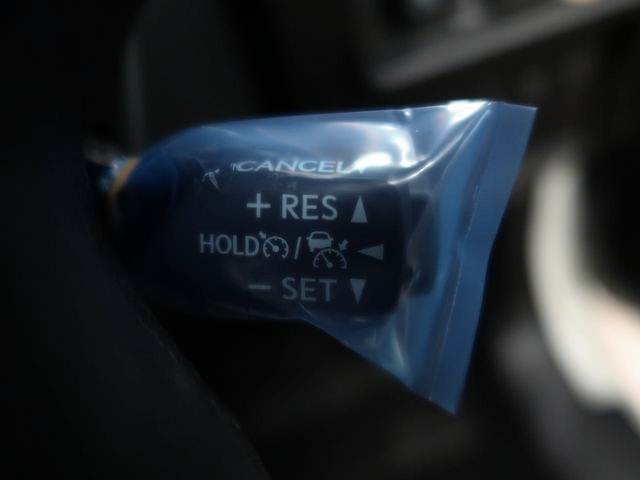 CANCEL
+ RES ▲
HOLD / ◀
− SET ▼